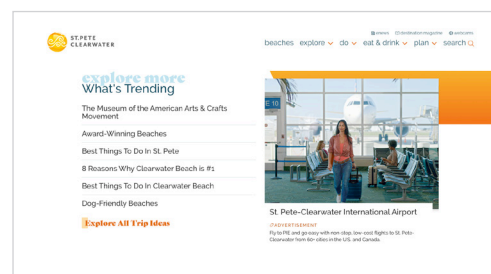 ST.PETE
CLEARWATER
enews destination magazine webcams
beaches explore do eat & drink plan search
explore more
What's Trending
The Museum of the American Arts & Crafts
Movement
Award-Winning Beaches
Best Things To Do In St. Pete
8 Reasons Why Clearwater Beach is #1
Best Things To Do In Clearwater Beach
Dog-Friendly Beaches
Explore All Trip Ideas
E 10
St. Pete-Clearwater International Airport
ADVERTISEMENT
Fly to PIE and go easy with non-stop, low-cost flights to St. Pete-
Clearwater from 60+ cities in the U.S. and Canada.